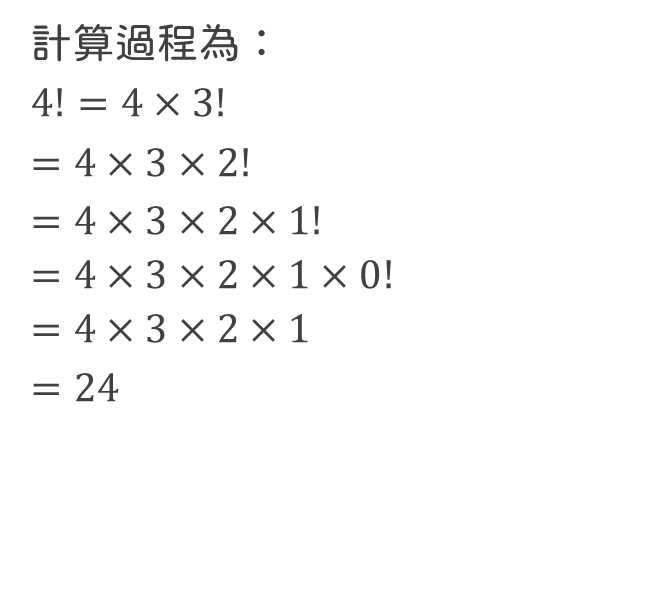 計算過程為：
4! = 4 × 3!
= 4 × 3 × 2!
= 4 × 3 × 2 × 1!
= 4 × 3 × 2 × 1 × 0!
= 4 × 3 × 2 × 1
= 24